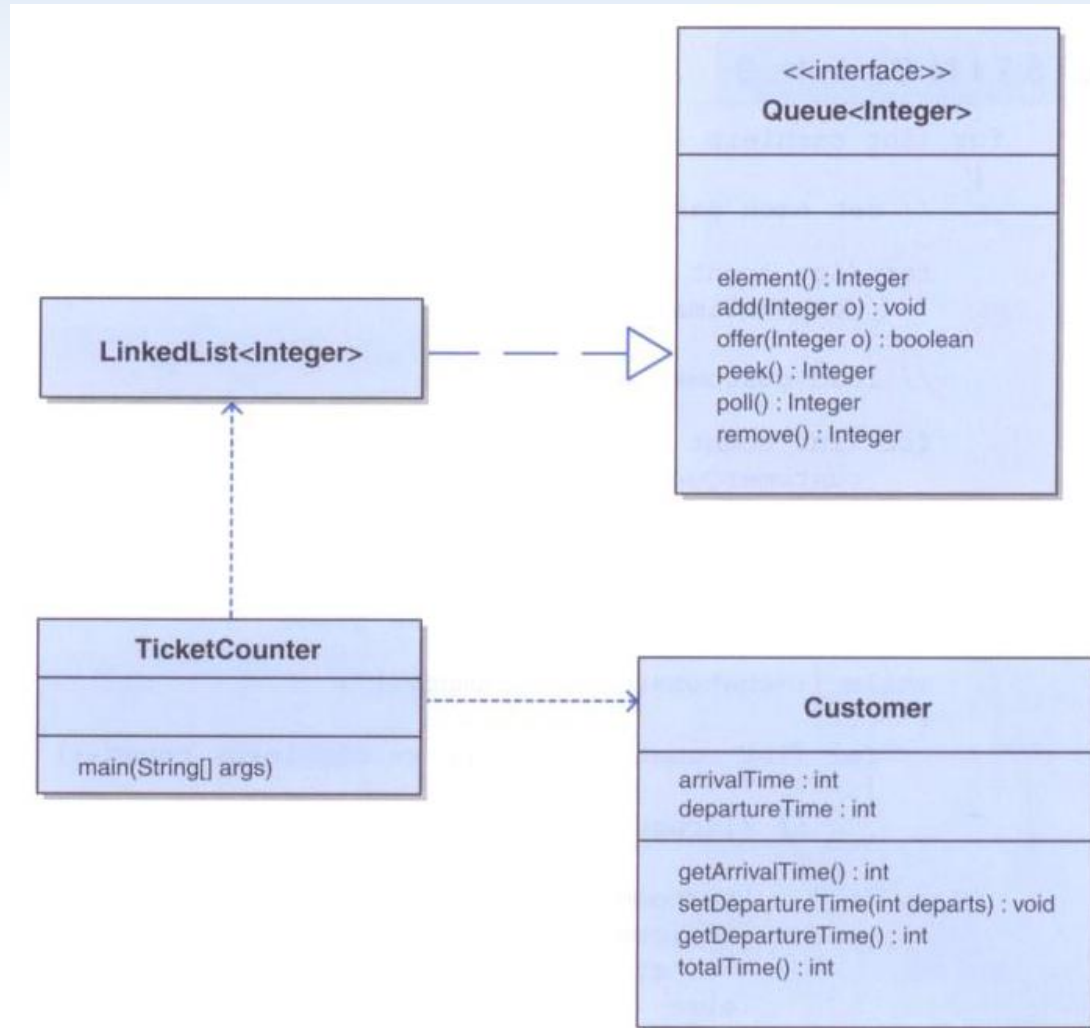 <<interface>>
Queue<Integer>
element() : Integer
add(Integer o) : void
offer(Integer o) : boolean
peek() : Integer
poll() : Integer
remove() : Integer
LinkedList<Integer>
TicketCounter
main(String[] args)
Customer
arrivalTime : int
departureTime : int
getArrivalTime() : int
setDepartureTime(int departs) : void
getDepartureTime() : int
totalTime() : int